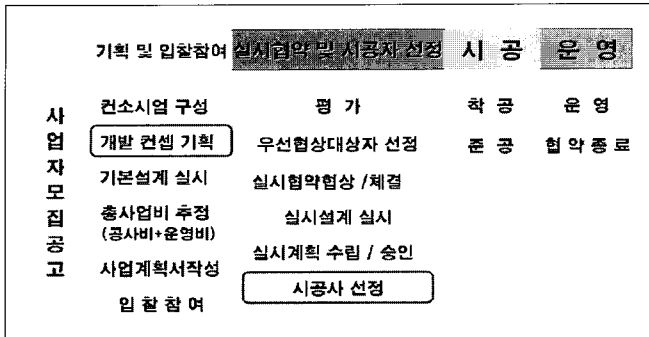 기획 및 입찰참여 실시협약 및 시공자 선정 시 공 운 영
사업자모집공고
컨소시엄 구성
개발 컨셉 기획
기본설계 실시
총사업비 추정
(공사비+운영비)
사업계획서작성
입 찰 참 여
평 가
우선협상대상자 선정
실시협약협상 /체결
실시설계 실시
실시계획 수립 / 승인
시공사 선정
착 공
준 공
운 영
협 약 종 료